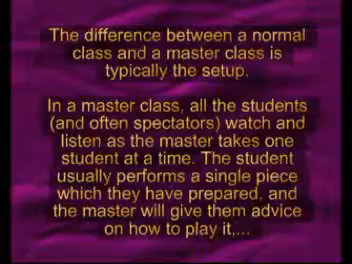 The difference between a normal
class and a master class is
typically the setup.
In a master class, all the students
(and often spectators) watch and
listen as the master takes one
student at a time. The student
usually performs a single piece
which they have prepared, and
the master will give them advice
on how to play it,...